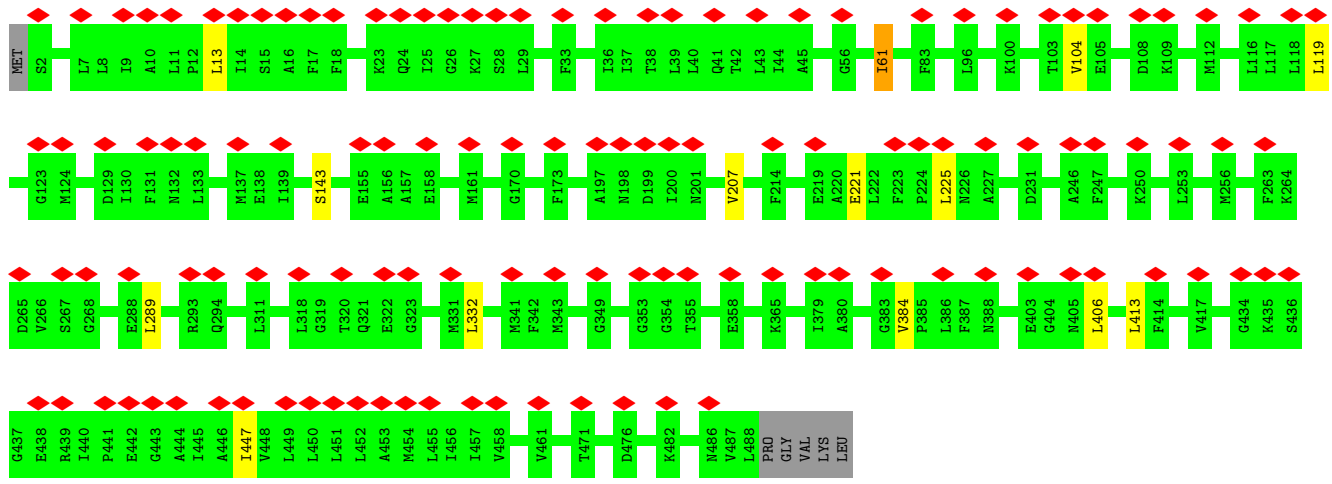 MET S2 L7 L8 I9 A10 L11 P12 L13 I14 S15 A16 F17 F18 K23 Q24 I25 G26 K27 S28 L29 F33 I36 I37 T38 L39 L40 Q41 T42 L43 I44 A45 G56 I61 F83 L96 K100 T103 V104 E105 D108 K109 M112 L116 L117 L118 L119
G123 M124 D129 I130 F131 N132 L133 M137 E138 I139 S143 E155 A156 A157 E158 M161 G170 F173 A197 N198 D199 I200 N201 V207 F214 E219 A220 E221 L222 F223 P224 L225 N226 A227 D231 A246 F247 K250 L253 M256 F263 K264
D265 V266 S267 G268 E288 L289 R293 Q294 L311 L318 G319 T320 Q321 E322 G323 M331 L332 M341 F342 M343 G349 G353 G354 T355 E358 K365 I379 A380 G383 V384 P385 L386 F387 N388 E403 G404 N405 L406 L413 F414 V417 G434 K435 S436
G437 E438 R439 I440 P441 E442 G443 A444 I445 A446 I447 V448 L449 L450 L451 L452 A453 M454 L455 I456 I457 V458 V461 T471 D476 K482 N486 V487 L488 PRO GLY VAL LYS LEU